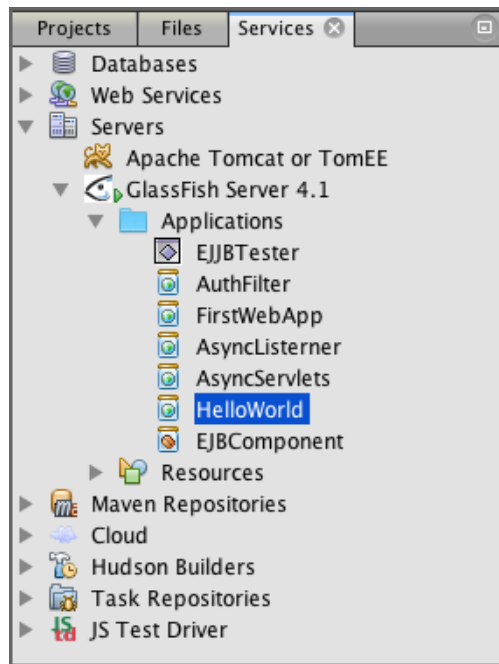 Projects Files Services
Databases
Web Services
Servers
Apache Tomcat or TomEE
GlassFish Server 4.1
Applications
EJJBTester
AuthFilter
FirstWebApp
AsyncListerner
AsyncServlets
HelloWorld
EJBComponent
Resources
Maven Repositories
Cloud
Hudson Builders
Task Repositories
JS Test Driver